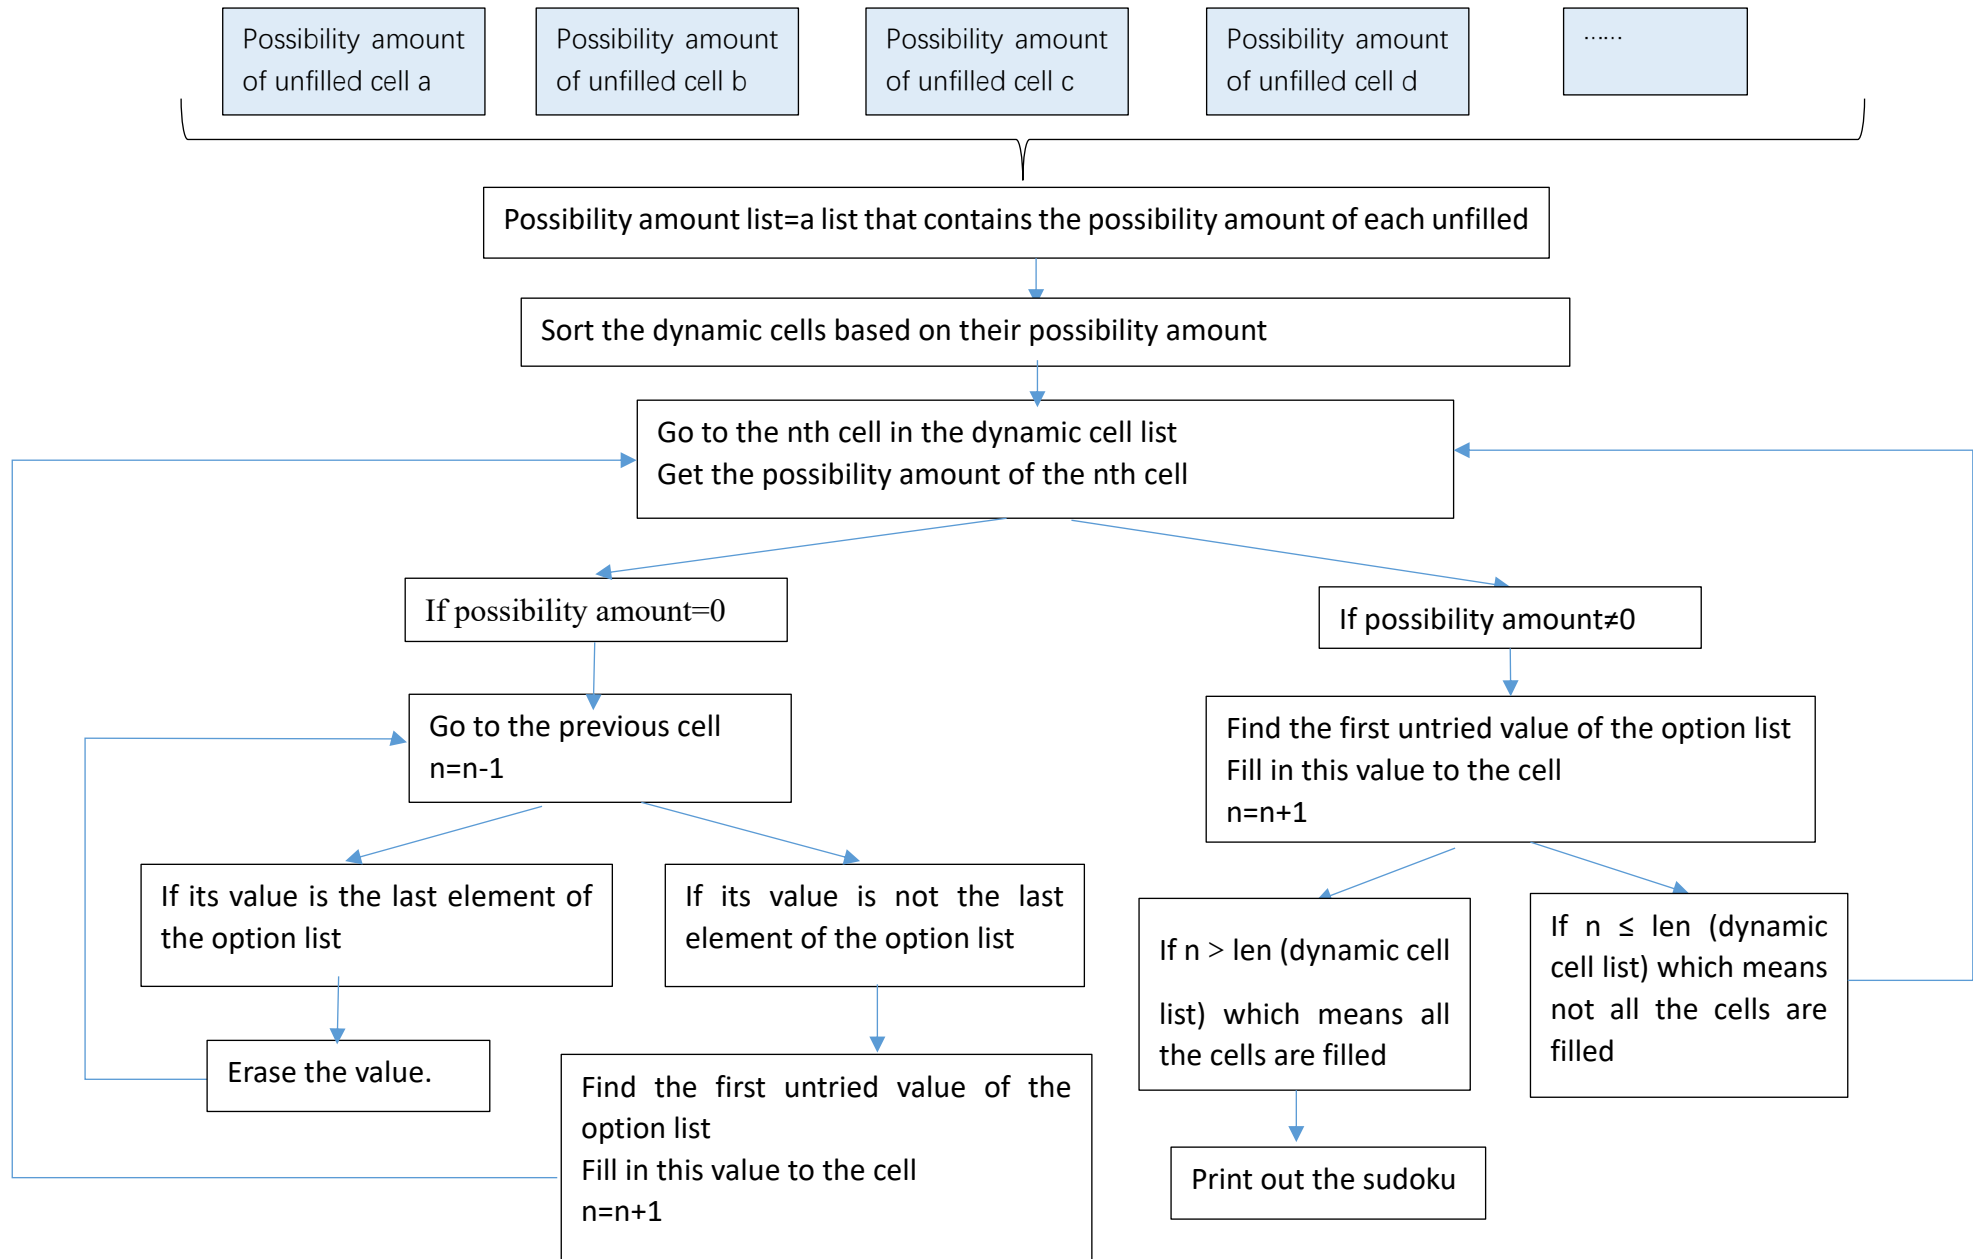 Possibility amount
of unfilled cell a
Possibility amount
of unfilled cell b
Possibility amount
of unfilled cell c
Possibility amount
of unfilled cell d
······
Possibility amount list=a list that contains the possibility amount of each unfilled
Sort the dynamic cells based on their possibility amount
Go to the nth cell in the dynamic cell list
Get the possibility amount of the nth cell
If possibility amount=0
If possibility amount≠0
Go to the previous cell
n=n-1
Find the first untried value of the option list
Fill in this value to the cell
n=n+1
If its value is the last element of
the option list
If its value is not the last
element of the option list
If n > len (dynamic cell
list) which means all
the cells are filled
If n ≤ len (dynamic
cell list) which means
not all the cells are
filled
Erase the value.
Find the first untried value of the
option list
Fill in this value to the cell
n=n+1
Print out the sudoku